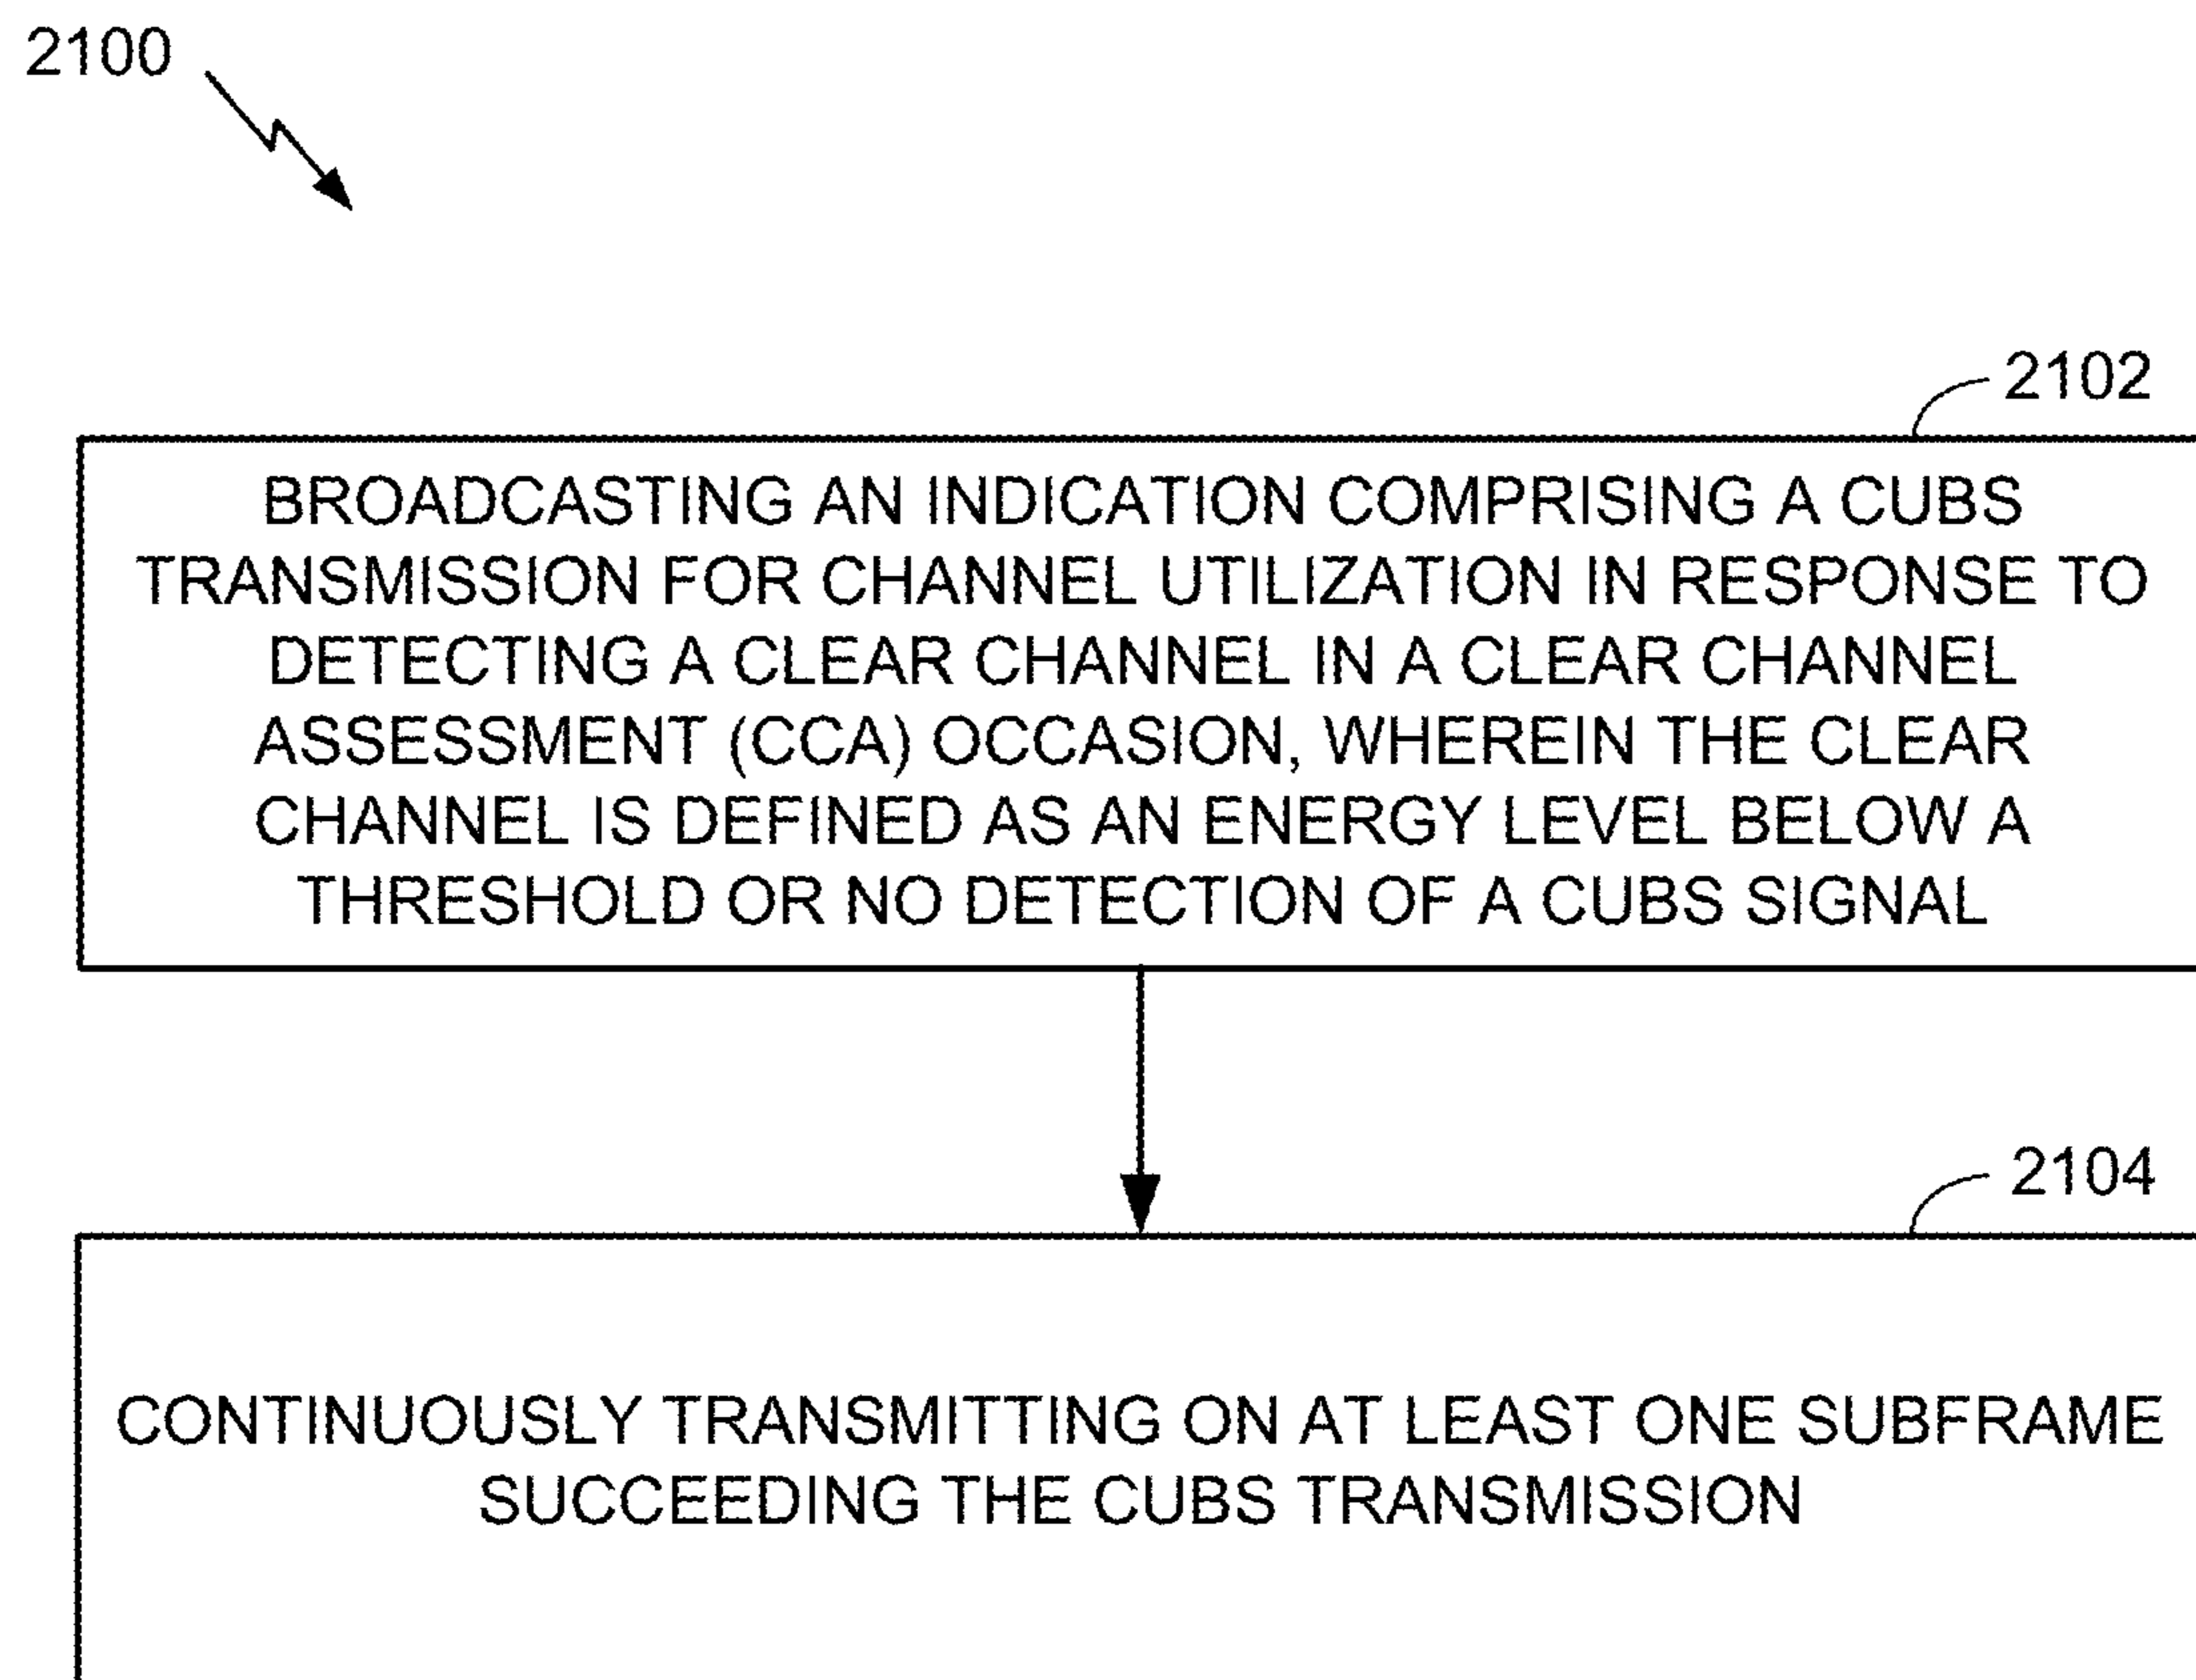 2100
2102
BROADCASTING AN INDICATION COMPRISING A CUBS
TRANSMISSION FOR CHANNEL UTILIZATION IN RESPONSE TO
DETECTING A CLEAR CHANNEL IN A CLEAR CHANNEL
ASSESSMENT (CCA) OCCASION, WHEREIN THE CLEAR
CHANNEL IS DEFINED AS AN ENERGY LEVEL BELOW A
THRESHOLD OR NO DETECTION OF A CUBS SIGNAL
2104
CONTINUOUSLY TRANSMITTING ON AT LEAST ONE SUBFRAME
SUCCEEDING THE CUBS TRANSMISSION